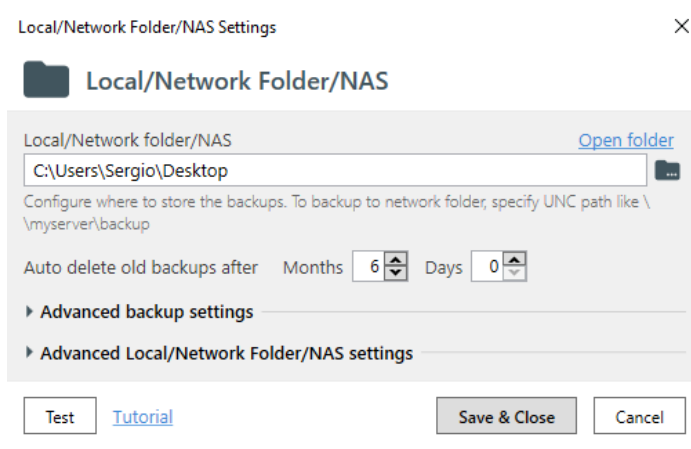 Local/Network Folder/NAS Settings
Local/Network Folder/NAS
Local/Network folder/NAS Open folder
C:\Users\Sergio\Desktop
Configure where to store the backups. To backup to network folder, specify UNC path like \
\myserver\backup
Auto delete old backups after Months 6 Days 0
Advanced backup settings
Advanced Local/Network Folder/NAS settings
Test Tutorial Save & Close Cancel